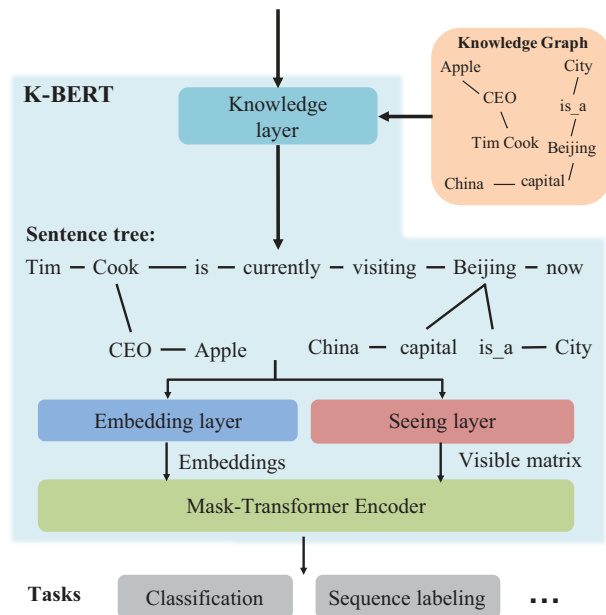 Knowledge Graph
Apple
City
CEO
is_a
Tim Cook
Beijing
China
capital
K-BERT
Knowledge
layer
Sentence tree:
Tim Cook is currently visiting Beijing now
CEO Apple China capital is_a City
Embedding layer
Seeing layer
Embeddings
Visible matrix
Mask-Transformer Encoder
Tasks
Classification
Sequence labeling
...